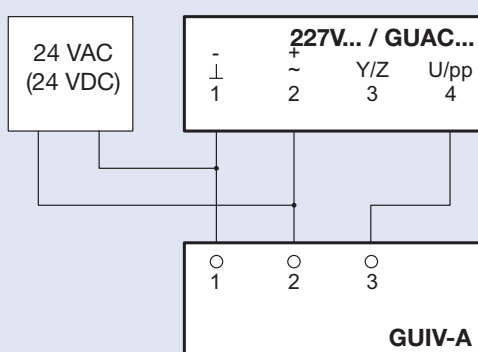 24 VAC
(24 VDC)
227V... / GUAC...
- +
⊥ ~ Y/Z U/pp
1 2 3 4
1 2 3
GUIV-A